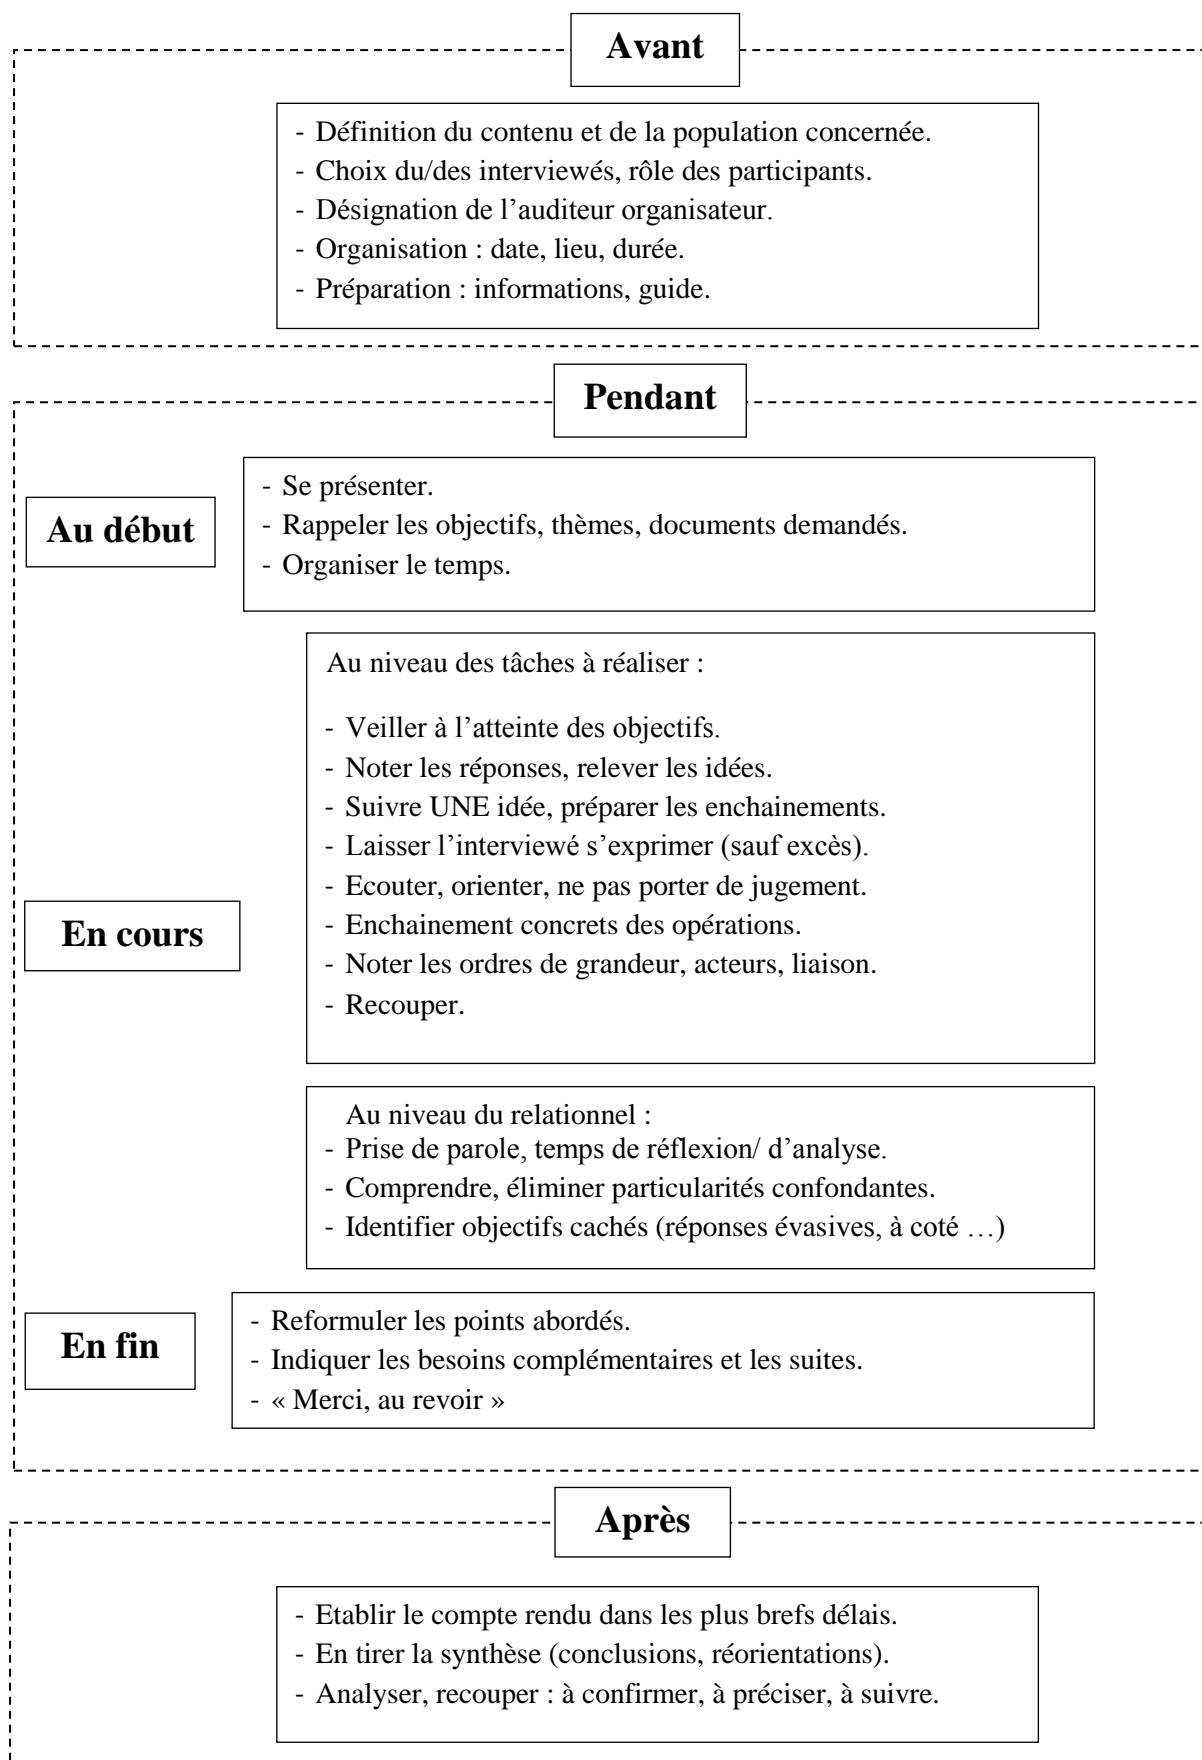 Avant
- Définition du contenu et de la population concernée.
- Choix du/des interviewés, rôle des participants.
- Désignation de l’auditeur organisateur.
- Organisation : date, lieu, durée.
- Préparation : informations, guide.
Pendant
Au début
- Se présenter.
- Rappeler les objectifs, thèmes, documents demandés.
- Organiser le temps.
En cours
Au niveau des tâches à réaliser :
- Veiller à l’atteinte des objectifs.
- Noter les réponses, relever les idées.
- Suivre UNE idée, préparer les enchainements.
- Laisser l’interviewé s’exprimer (sauf excès).
- Ecouter, orienter, ne pas porter de jugement.
- Enchainement concrets des opérations.
- Noter les ordres de grandeur, acteurs, liaison.
- Recouper.
Au niveau du relationnel :
- Prise de parole, temps de réflexion/ d’analyse.
- Comprendre, éliminer particularités confondantes.
- Identifier objectifs cachés (réponses évasives, à coté …)
En fin
- Reformuler les points abordés.
- Indiquer les besoins complémentaires et les suites.
- « Merci, au revoir »
Après
- Etablir le compte rendu dans les plus brefs délais.
- En tirer la synthèse (conclusions, réorientations).
- Analyser, recouper : à confirmer, à préciser, à suivre.